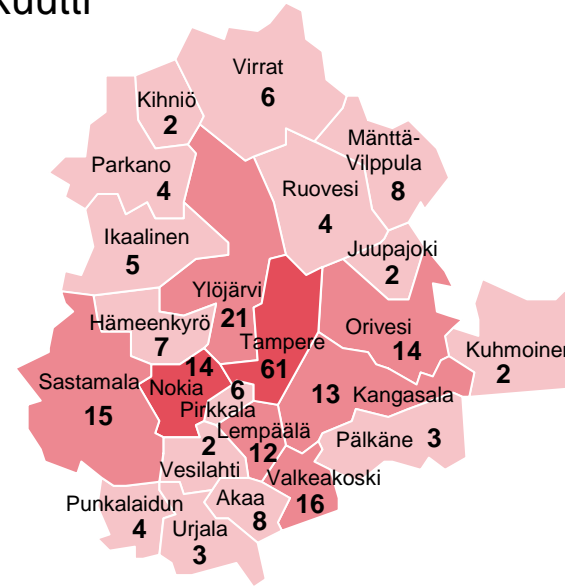 Virrat
6
Kihniö
2
Mänttä-
Vilppula
8
Parkano
4
Ruovesi
4
Ikaalinen
5
Juupajoki
2
Ylöjärvi
21
Hämeenkyrö
7
Tampere
61
Orivesi
14
Kuhmoinen
2
Sastamala
15
14
Nokia
6
Pirkkala
13 Kangasala
Lempäälä
12
Pälkäne 3
2
Vesilahti
Valkeakoski
16
Punkalaidun
4
Akaa
8
Urjala
3